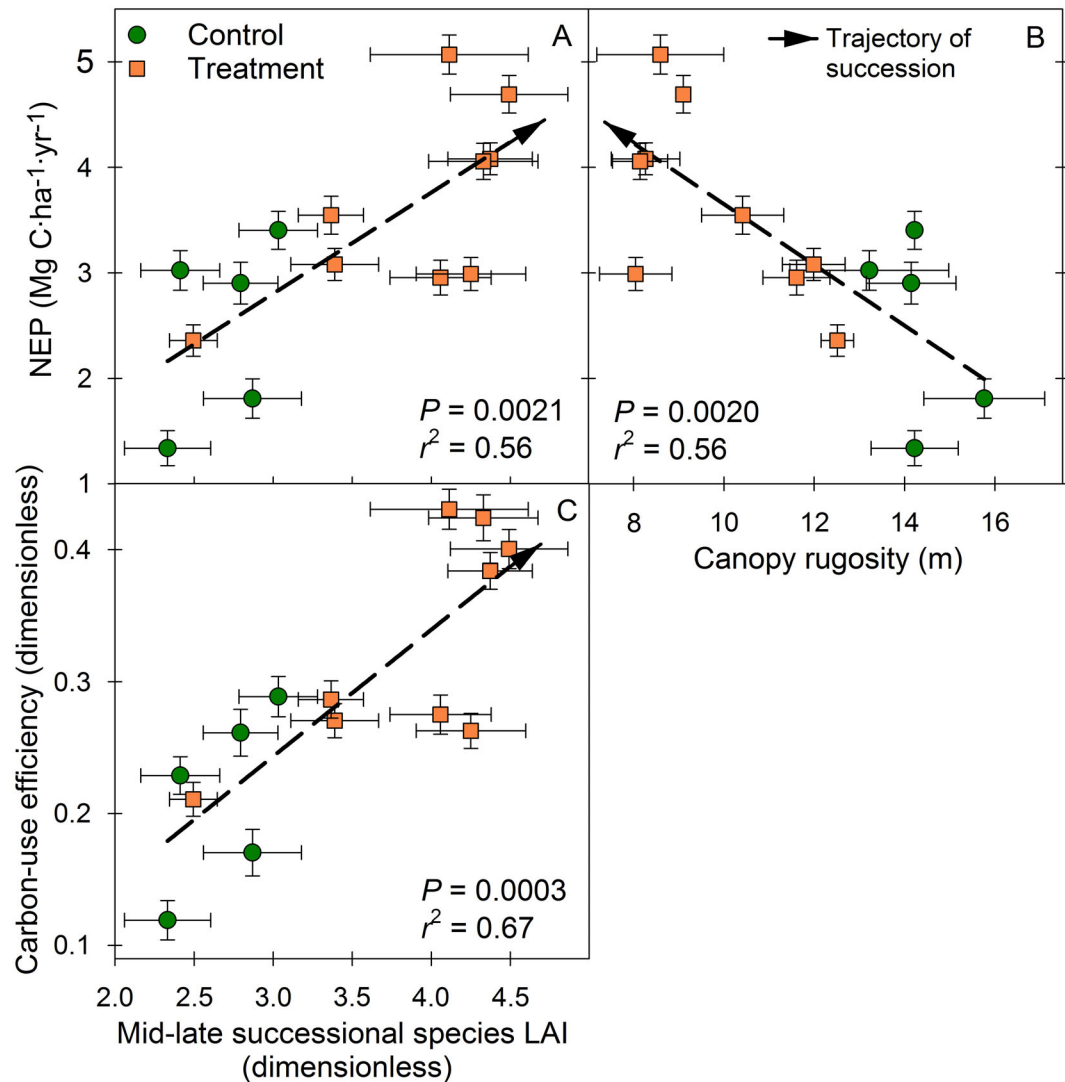 Control
Treatment
A
Trajectory of
succession
B
NEP (Mg C·ha⁻¹·yr⁻¹)
5
4
3
2
1
P = 0.0021
r² = 0.56
P = 0.0020
r² = 0.56
8 10 12 14 16
Canopy rugosity (m)
C
Carbon-use efficiency (dimensionless)
0.4
0.3
0.2
0.1
P = 0.0003
r² = 0.67
2.0 2.5 3.0 3.5 4.0 4.5
Mid-late successional species LAI
(dimensionless)